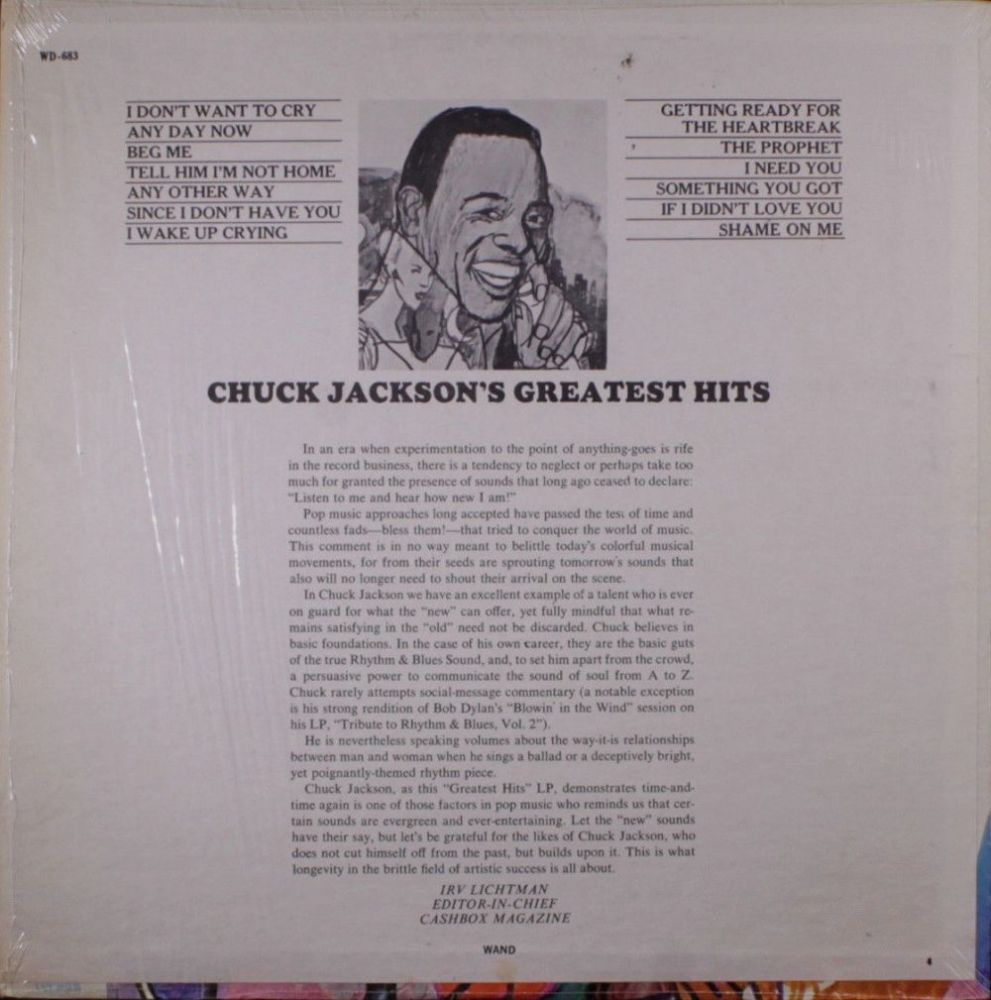 WD-683
I DON'T WANT TO CRY
ANY DAY NOW
BEG ME
TELL HIM I'M NOT HOME
ANY OTHER WAY
SINCE I DON'T HAVE YOU
I WAKE UP CRYING
GETTING READY FOR
THE HEARTBREAK
THE PROPHET
I NEED YOU
SOMETHING YOU GOT
IF I DIDN'T LOVE YOU
SHAME ON ME
CHUCK JACKSON'S GREATEST HITS
In an era when experimentation to the point of anything-goes is rife
in the record business, there is a tendency to neglect or perhaps take too
much for granted the presence of sounds that long ago ceased to declare:
"Listen to me and hear how new I am!"
Pop music approaches long accepted have passed the test of time and
countless fads—bless them!—that tried to conquer the world of music.
This comment is in no way meant to belittle today's colorful musical
movements, for from their seeds are sprouting tomorrow's sounds that
also will no longer need to shout their arrival on the scene.
In Chuck Jackson we have an excellent example of a talent who is ever
on guard for what the "new" can offer, yet fully mindful that what re-
mains satisfying in the "old" need not be discarded. Chuck believes in
basic foundations. In the case of his own career, they are the basic guts
of the true Rhythm & Blues Sound, and, to set him apart from the crowd,
a persuasive power to communicate the sound of soul from A to Z.
Chuck rarely attempts social-message commentary (a notable exception
is his strong rendition of Bob Dylan's "Blowin' in the Wind" session on
his LP, "Tribute to Rhythm & Blues, Vol. 2").
He is nevertheless speaking volumes about the way-it-is relationships
between man and woman when he sings a ballad or a deceptively bright,
yet poignantly-themed rhythm piece.
Chuck Jackson, as this "Greatest Hits" LP, demonstrates time-and-
time again is one of those factors in pop music who reminds us that cer-
tain sounds are evergreen and ever-entertaining. Let the "new" sounds
have their say, but let's be grateful for the likes of Chuck Jackson, who
does not cut himself off from the past, but builds upon it. This is what
longevity in the brittle field of artistic success is all about.
IRV LICHTMAN
EDITOR-IN-CHIEF
CASHBOX MAGAZINE
WAND
4